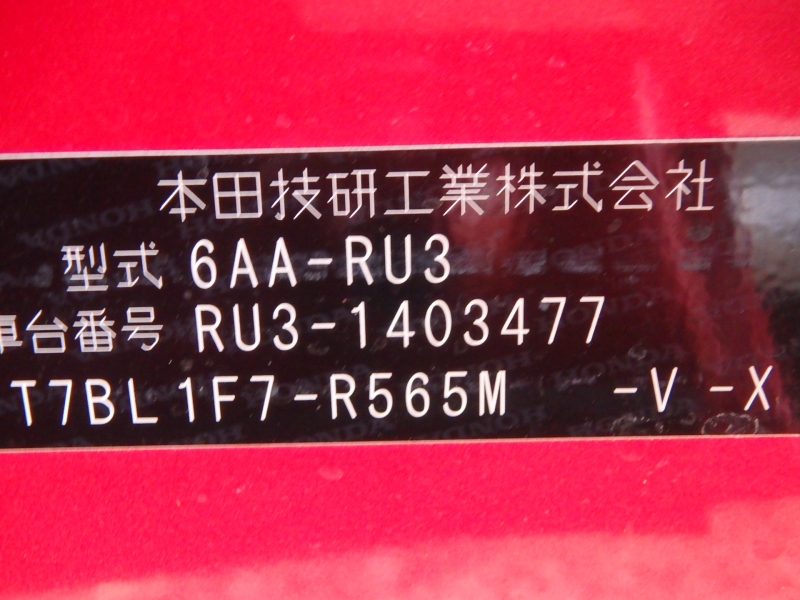 本田技研工業株式会社
型式 6AA-RU3
車台番号 RU3-1403477
T7BL1F7-R565M -V -X